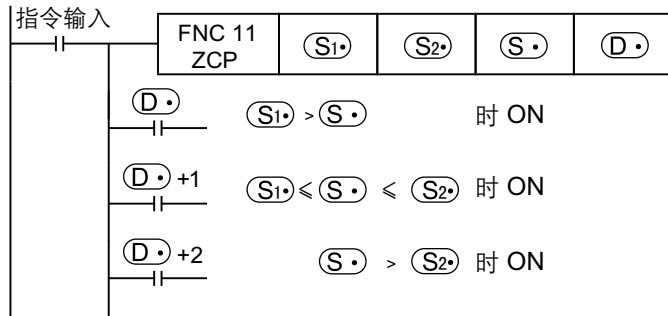 指令输入
FNC 11 ZCP S1• S2• S• D•
D• S1• > S• 时 ON
D• +1 S1• ≤ S• ≤ S2• 时 ON
D• +2 S• > S2• 时 ON